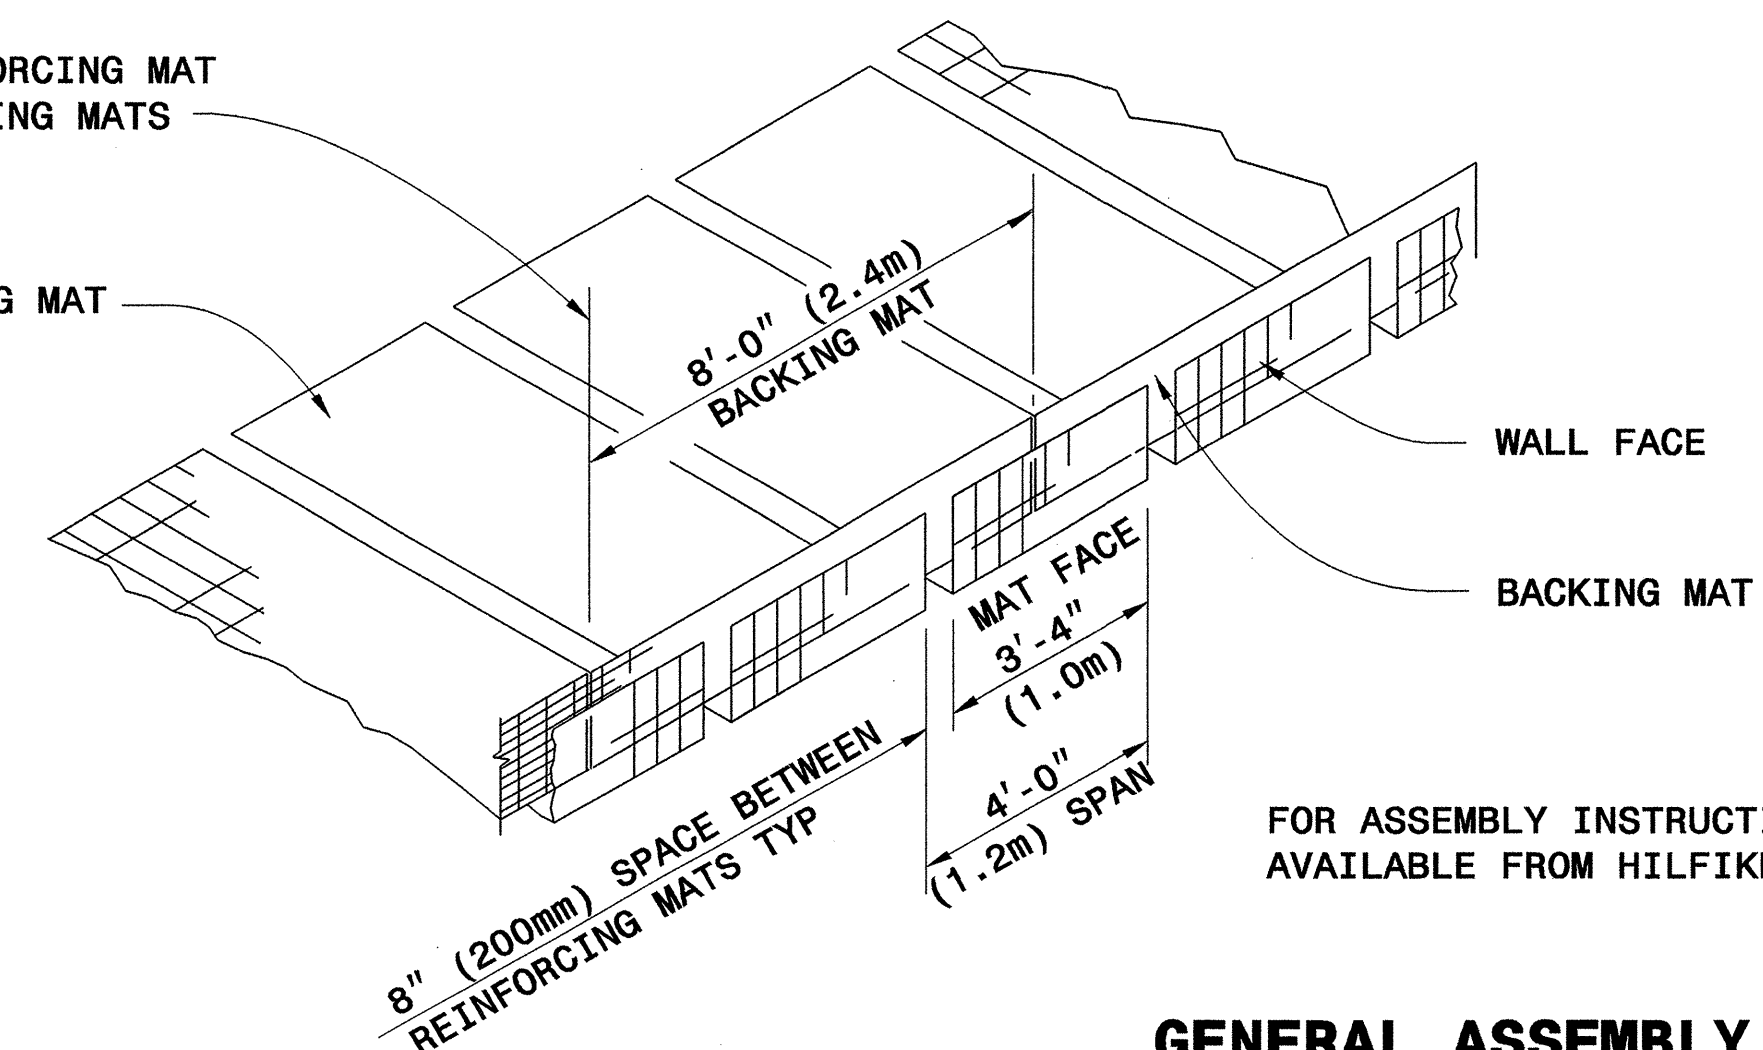 ORCING MAT
ING MATS
G MAT
8'-0" (2.4m)
BACKING MAT
WALL FACE
BACKING MAT
MAT FACE
3'-4"
(1.0m)
4'-0"
(1.2m) SPAN
8" (200mm) SPACE BETWEEN
REINFORCING MATS TYP
FOR ASSEMBLY INSTRUCTI
AVAILABLE FROM HILFIK
GENERAL ASSEMBLY